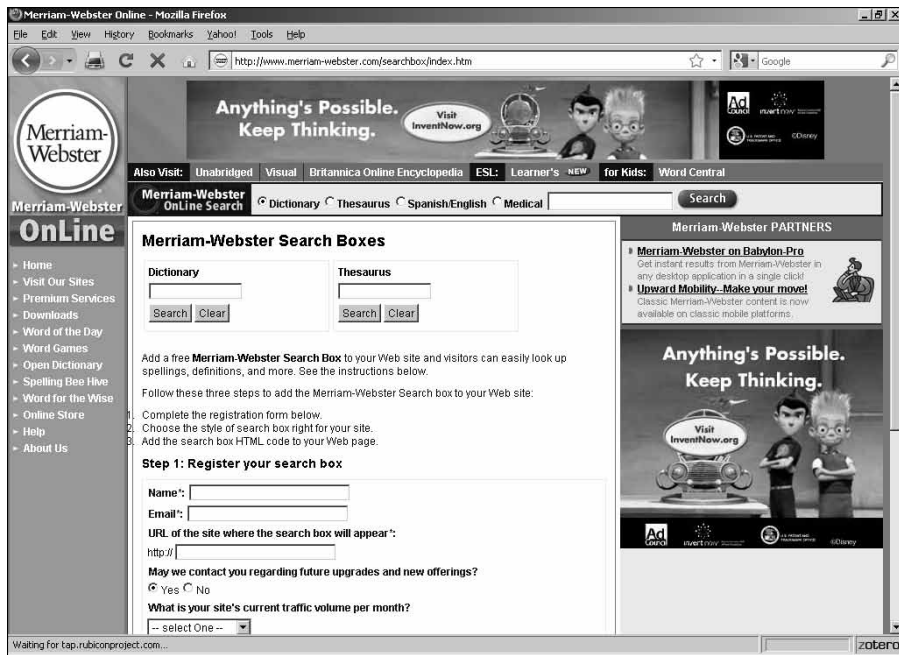 Merriam-Webster Online - Mozilla Firefox
File Edit View History Bookmarks Yahoo! Tools Help
http://www.merriam-webster.com/searchbox/index.htm
Google
Merriam-
Webster
Merriam-Webster
OnLine
Anything's Possible.
Keep Thinking.
Visit
InventNow.org
Ad
Council
invent now
©Disney
Also Visit: Unabridged Visual Britannica Online Encyclopedia ESL: Learner's NEW for Kids: Word Central
Merriam-Webster
OnLine Search
Dictionary Thesaurus Spanish/English Medical
Search
Home
Visit Our Sites
Premium Services
Downloads
Word of the Day
Word Games
Open Dictionary
Spelling Bee Hive
Word for the Wise
Online Store
Help
About Us
Merriam-Webster Search Boxes
Dictionary
Search Clear
Thesaurus
Search Clear
Add a free Merriam-Webster Search Box to your Web site and visitors can easily look up
spellings, definitions, and more. See the instructions below.
Follow these three steps to add the Merriam-Webster Search box to your Web site:
1. Complete the registration form below.
2. Choose the style of search box right for your site.
3. Add the search box HTML code to your Web page.
Step 1: Register your search box
Name*:
Email*:
URL of the site where the search box will appear*:
http://
May we contact you regarding future upgrades and new offerings?
Yes No
What is your site's current traffic volume per month?
-- select One --
Merriam-Webster PARTNERS
Merriam-Webster on Babylon-Pro
Get instant results from Merriam-Webster in
any desktop application in a single click!
Upward Mobility--Make your move!
Classic Merriam-Webster content is now
available on classic mobile platforms.
Anything's Possible.
Keep Thinking.
Visit
InventNow.org
Ad
Council
invent now
©Disney
Waiting for tap.rubiconproject.com...
zotero